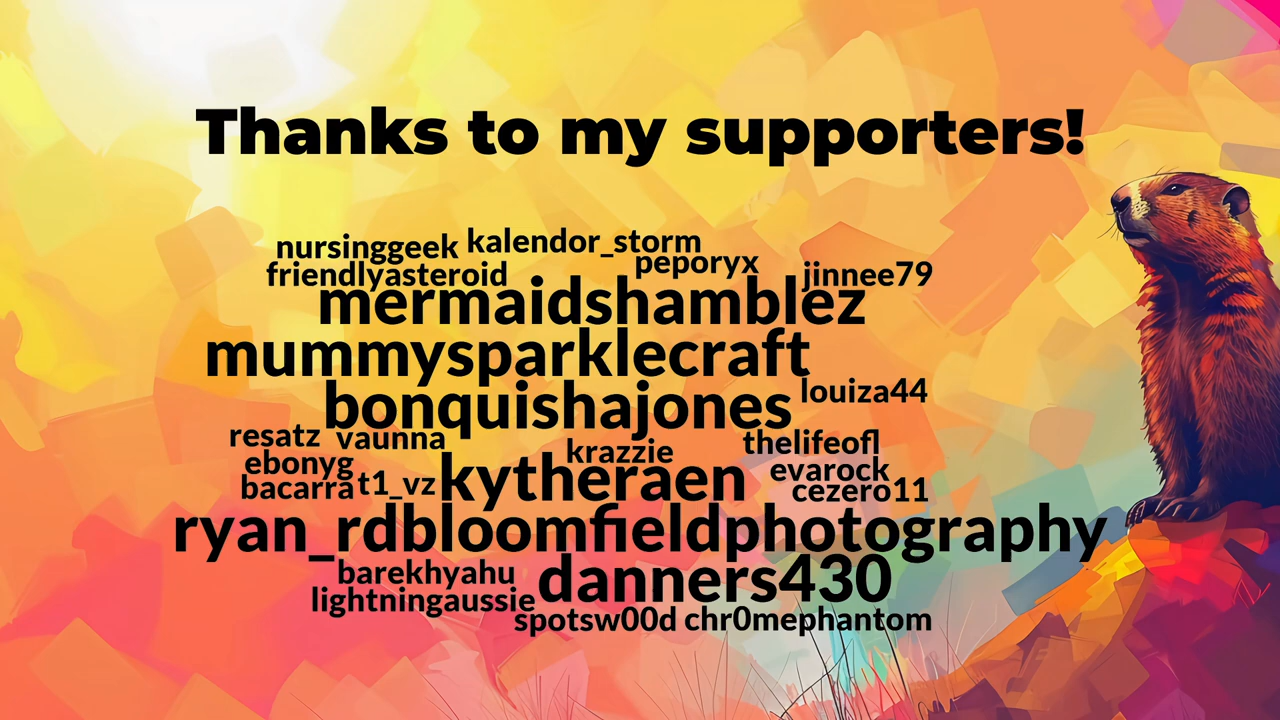 Thanks to my supporters!
nursinggeek kalendor_storm
friendlyasteroid peporyx jinnee79
mermaidshamblez
mummysparklecraft
bonquishajones louiza44
resatz vaunna krazzie thelifeofl
ebonyg evarock
bacarra t1_vz kytheraen cezero11
ryan_rdbloomfieldphotography
barekhyahu danners430
lightningaussie
spotsw00d chr0mephantom